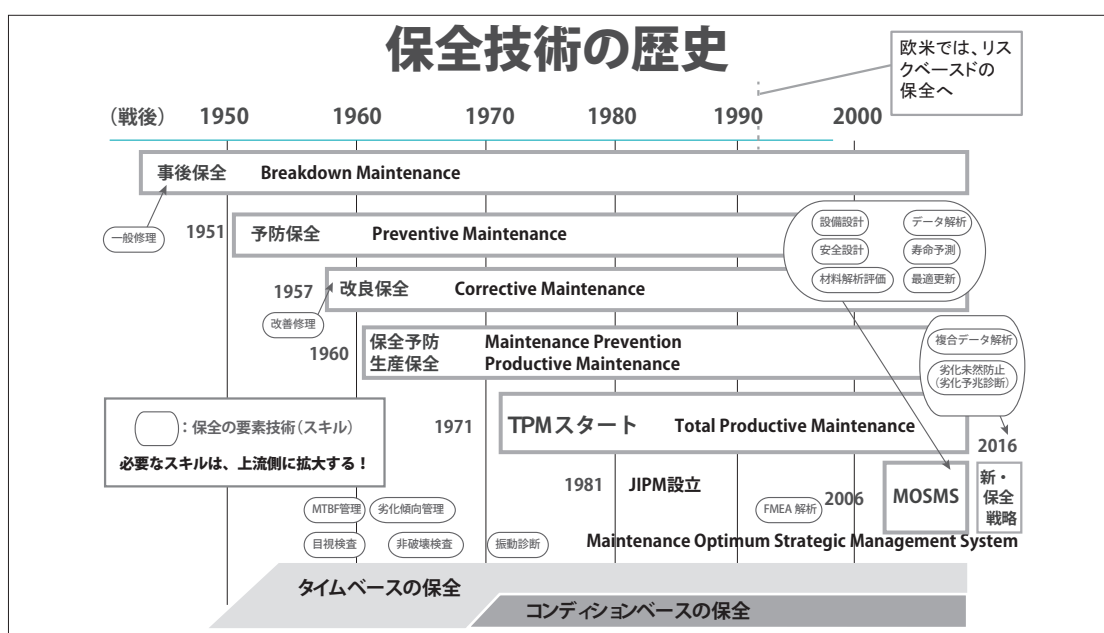 保全技術の歴史
欧米では、リス
クベースドの
保全へ
(戦後) 1950 1960 1970 1980 1990 2000
事後保全 Breakdown Maintenance
一般修理
1951 予防保全 Preventive Maintenance
設備設計 データ解析
安全設計 寿命予測
材料解析評価 最適更新
1957 改良保全 Corrective Maintenance
改善修理
1960 保全予防 Maintenance Prevention
生産保全 Productive Maintenance
複合データ解析
劣化未然防止
(劣化予兆診断)
:保全の要素技術(スキル)
必要なスキルは、上流側に拡大する!
1971 TPMスタート Total Productive Maintenance
2016
1981 JIPM設立
新・
保全
戦略
MTBF管理 劣化傾向管理
FMEA 解析 2006 MOSMS
目視検査 非破壊検査 振動診断
Maintenance Optimum Strategic Management System
タイムベースの保全
コンディションベースの保全